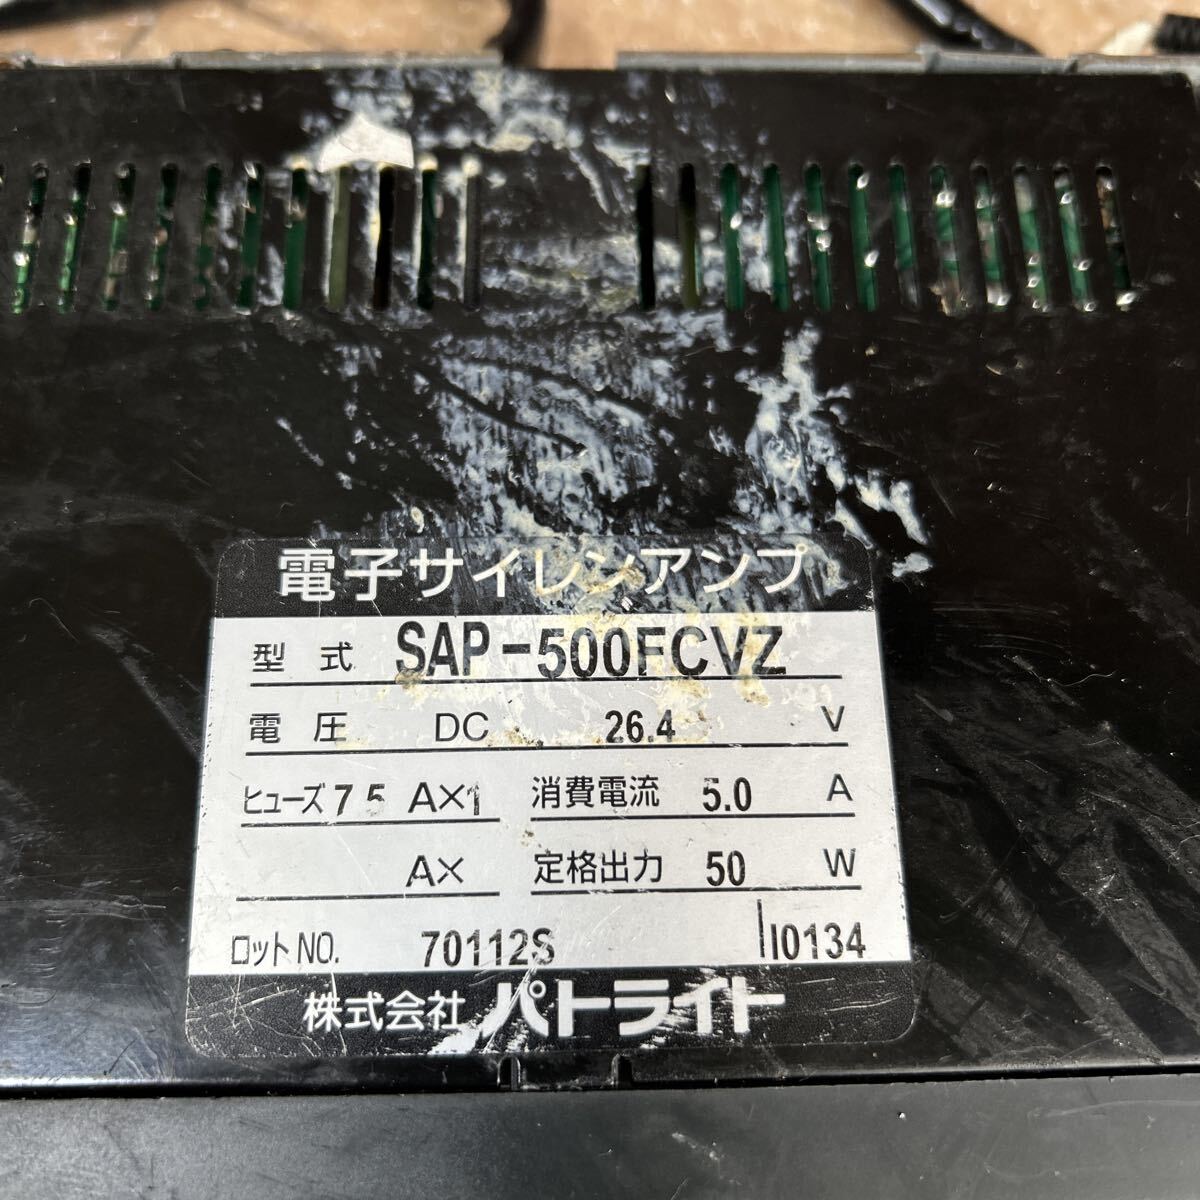 電子サイレンアンプ
型式 SAP-500FCVZ
電圧 DC 26.4 V
ヒューズ 7 5 A×1 消費電流 5.0 A
A× 定格出力 50 W
ロットNO. 70112S I0134
株式会社 パトライト